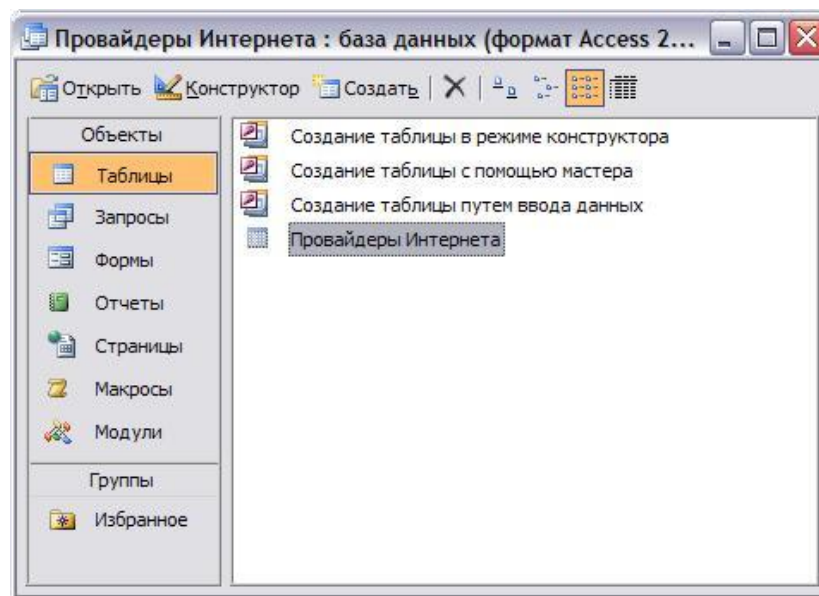 Провайдеры Интернета : база данных (формат Access 2...
Открыть Конструктор Создать
Объекты
Таблицы
Запросы
Формы
Отчеты
Страницы
Макросы
Модули
Группы
Избранное
Создание таблицы в режиме конструктора
Создание таблицы с помощью мастера
Создание таблицы путем ввода данных
Провайдеры Интернета